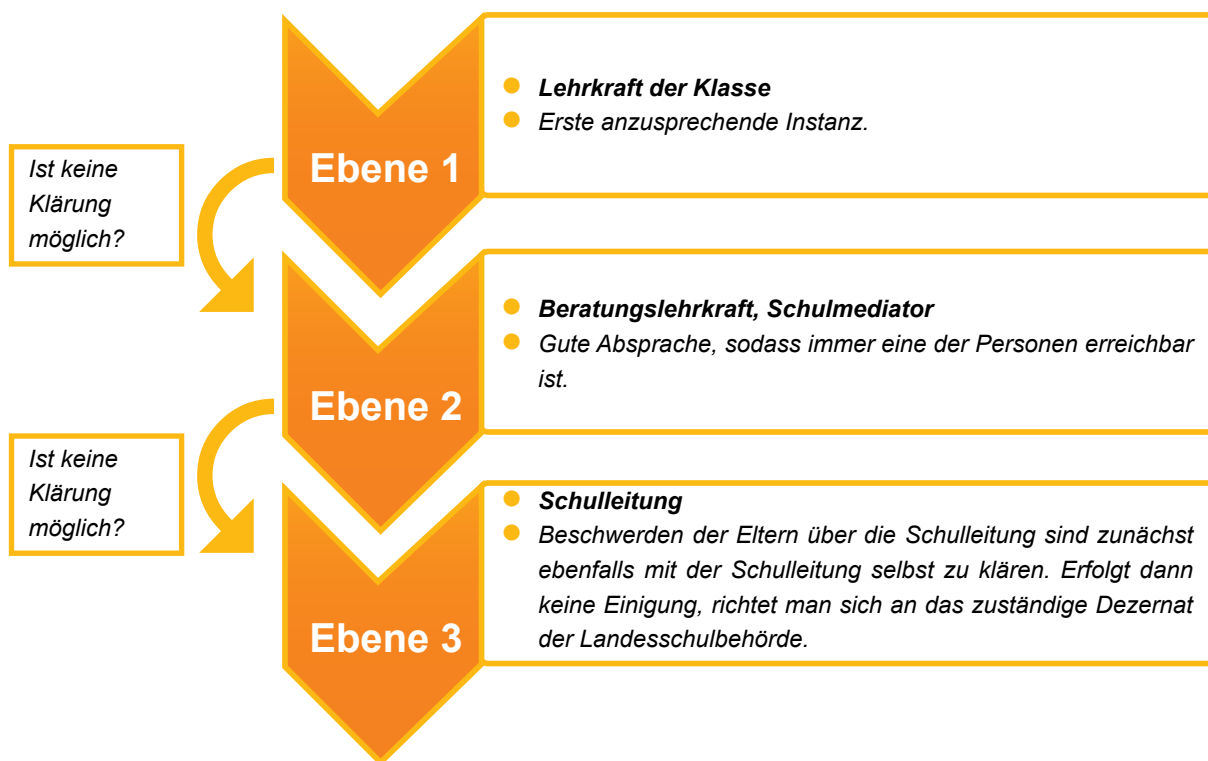 Lehrkraft der Klasse
Erste anzusprechende Instanz.
Ebene 1
Ist keine
Klärung
möglich?
Beratungslehrkraft, Schulmediator
Gute Absprache, sodass immer eine der Personen erreichbar
ist.
Ebene 2
Ist keine
Klärung
möglich?
Schulleitung
Beschwerden der Eltern über die Schulleitung sind zunächst
ebenfalls mit der Schulleitung selbst zu klären. Erfolgt dann
keine Einigung, richtet man sich an das zuständige Dezernat
der Landesschulbehörde.
Ebene 3